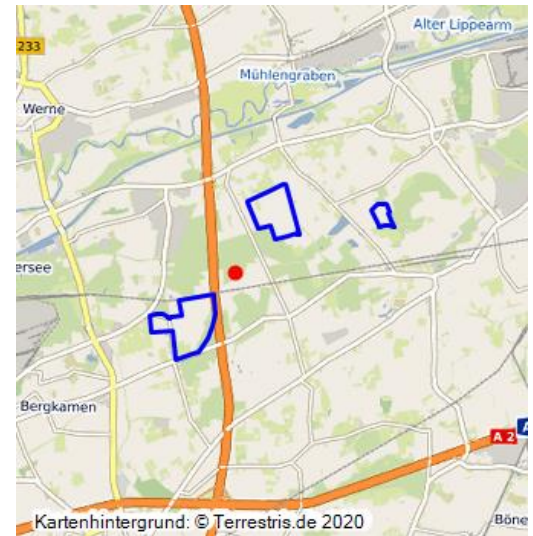 Alter Lippearm
233
Mühlengraben
Werne
ersee
Bergkamen
A 2
A
Böne
Kartenhintergrund: © Terrestris.de 2020